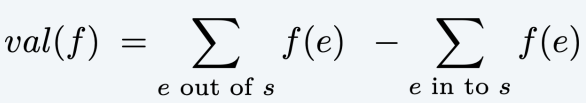 val(f) = ∑ f(e) − ∑ f(e)
e out of s e in to s